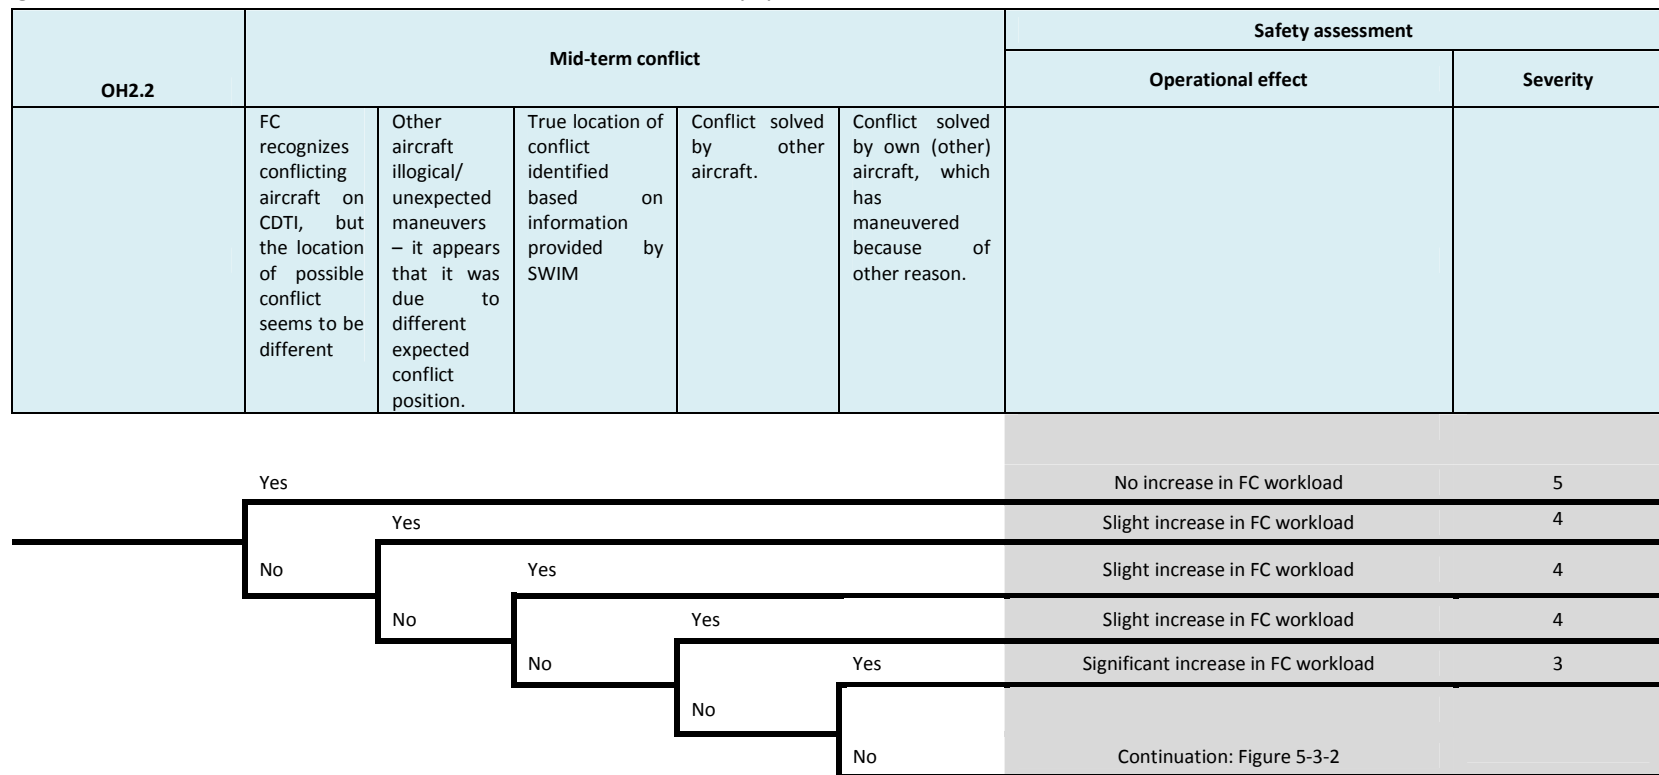 Safety assessment
Mid-term conflict
OH2.2
Operational effect
Severity
FC
recognizes
conflicting
aircraft on
CDTI, but
the location
of possible
conflict
seems to be
different
Other
aircraft
illogical/
unexpected
maneuvers
– it appears
that it was
due to
different
expected
conflict
position.
True location of
conflict
identified
based on
information
provided by
SWIM
Conflict solved
by other
aircraft.
Conflict solved
by own (other)
aircraft, which
has
maneuvered
because of
other reason.
Yes No increase in FC workload 5
Yes Slight increase in FC workload 4
No Yes Slight increase in FC workload 4
No Yes Slight increase in FC workload 4
No Yes Significant increase in FC workload 3
No
No Continuation: Figure 5-3-2